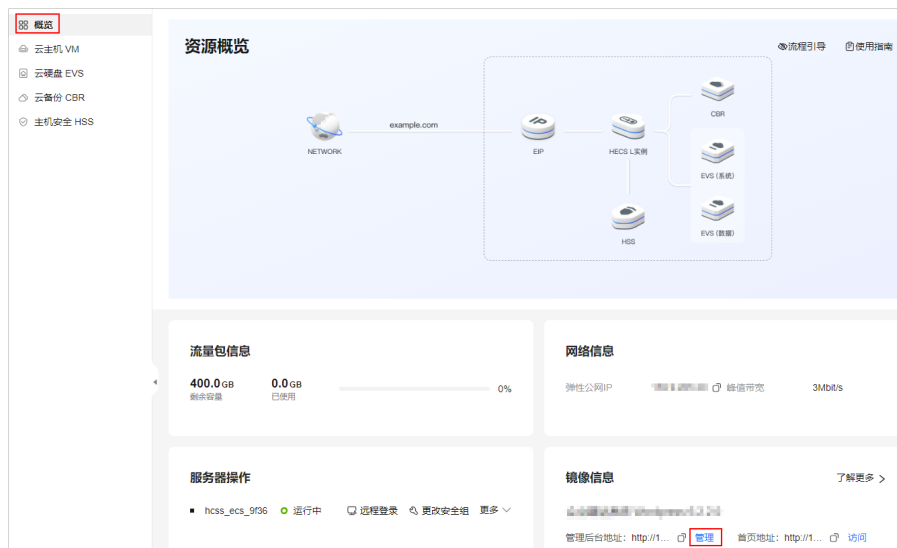 概览
云主机 VM
云硬盘 EVS
云备份 CBR
主机安全 HSS
资源概览
流程引导 使用指南
CBR
example.com
NETWORK
EIP
HECS L实例
EVS (系统)
EVS (数据)
HSS
流量包信息
400.0 GB 0.0 GB
剩余容量 已使用
0%
网络信息
弹性公网IP 峰值带宽 3Mbit/s
服务器操作
hcss_ecs_9f36 运行中 远程登录 更改安全组 更多
镜像信息 了解更多
管理后台地址: http://1... 管理 首页地址: http://1... 访问